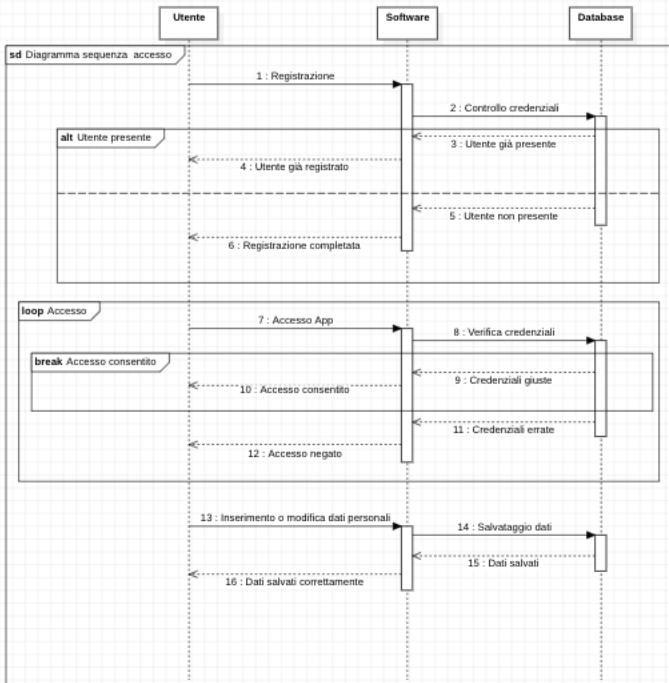 Utente
Software
Database
sd Diagramma sequenza accesso
1 : Registrazione
2 : Controllo credenziali
alt Utente presente
3 : Utente già presente
4 : Utente già registrato
5 : Utente non presente
6 : Registrazione completata
loop Accesso
7 : Accesso App
8 : Verifica credenziali
break Accesso consentito
9 : Credenziali giuste
10 : Accesso consentito
11 : Credenziali errate
12 : Accesso negato
13 : Inserimento o modifica dati personali
14 : Salvataggio dati
15 : Dati salvati
16 : Dati salvati correttamente